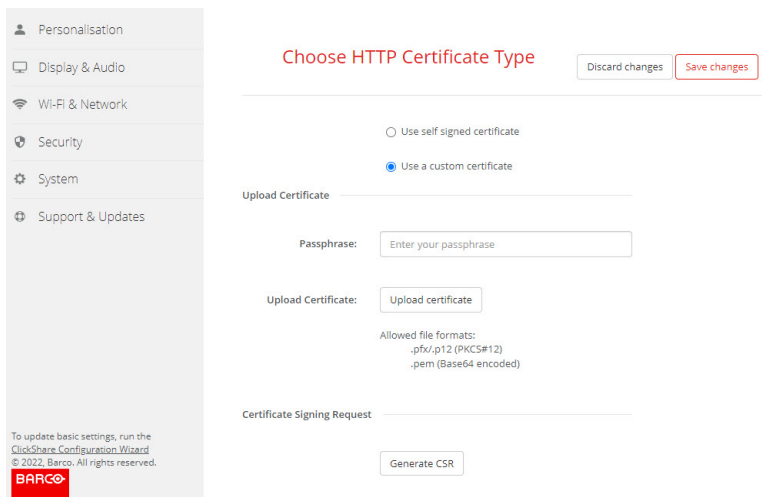 Personalisation
Display & Audio
Wi-Fi & Network
Security
System
Support & Updates
To update basic settings, run the
ClickShare Configuration Wizard
© 2022, Barco. All rights reserved.
BARCO
Choose HTTP Certificate Type
Discard changes
Save changes
Use self signed certificate
Use a custom certificate
Upload Certificate
Passphrase:
Enter your passphrase
Upload Certificate:
Upload certificate
Allowed file formats:
.pfx/.p12 (PKCS#12)
.pem (Base64 encoded)
Certificate Signing Request
Generate CSR